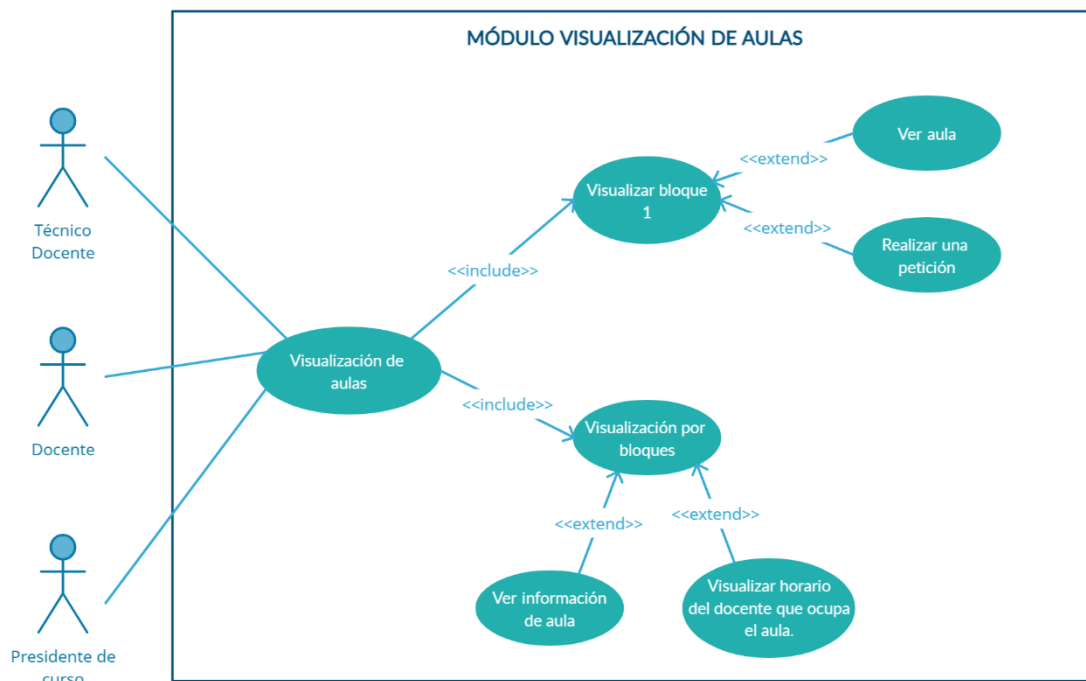 MÓDULO VISUALIZACIÓN DE AULAS
Ver aula
<<extend>>
Visualizar bloque
1
Técnico
Docente
<<extend>>
Realizar una
petición
<<include>>
Visualización de
aulas
<<include>>
Visualización por
bloques
Docente
<<extend>>
<<extend>>
Ver información
de aula
Visualizar horario
del docente que ocupa
el aula.
Presidente de
curso